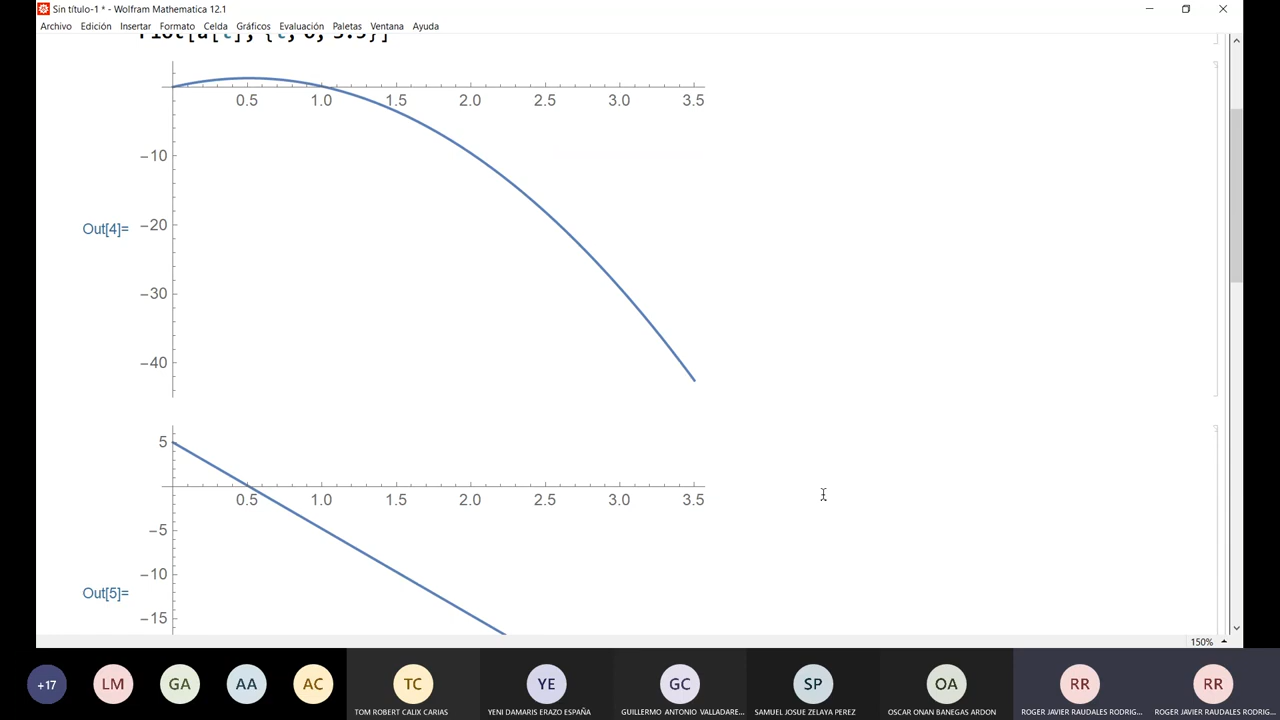 Sin título-1 * - Wolfram Mathematica 12.1
Archivo Edición Insertar Formato Celda Gráficos Evaluación Paletas Ventana Ayuda
0.5 1.0 1.5 2.0 2.5 3.0 3.5
-10
Out[4]= -20
-30
-40
5
0.5 1.0 1.5 2.0 2.5 3.0 3.5
-5
-10
Out[5]=
-15
150%
+17 LM GA AA AC TC YE GC SP OA RR RR
TOM ROBERT CALIX CARIAS YENI DAMARIS ERAZO ESPAÑA GUILLERMO ANTONIO VALLADARE... SAMUEL JOSUE ZELAYA PEREZ OSCAR ONAN BANEGAS ARDON ROGER JAVIER RAUDALES RODRIG... ROGER JAVIER RAUDALES RODRIG...